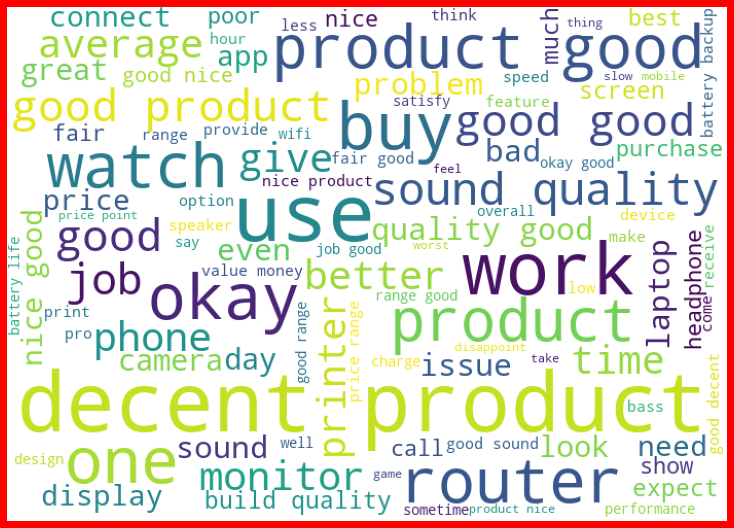 connect
poor
less
nice
think
thing
best
average
hour
app
product
good
much
battery backup
great
good nice
problem
speed
slow
mobile
screen
good product
satisfy
feature
fair
range
provide
wifi
buy
good good
purchase
watch
give
fair good
bad
okay good
nice product
feel
price
option
use
sound quality
price point
speaker
overall
device
nice good
good
say
even
job good
quality good
worst
make
laptop
headphone
come
receive
battery life
job
okay
value money
better
work
low
print
pro
phone
good range
printer
price range
range good
product
camera
day
charge
issue
disappoint
take
time
decent product
bass
good decent
one
sound
well
call
good sound
look
need
design
monitor
game
router
show
expect
display
build quality
sometime
product nice
performance